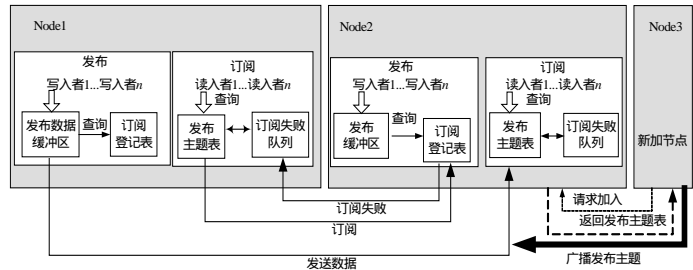 Node1
Node2
Node3
发布
写入者1...写入者n
发布数据
缓冲区
查询
订阅
登记表
订阅
读入者1...读入者n
查询
发布
主题表
订阅失败
队列
发布
写入者1...写入者n
发布
缓冲区
查询
订阅
登记表
订阅
读入者1...读入者n
查询
发布
主题表
订阅失败
队列
新加节点
请求加入
返回发布主题表
订阅失败
订阅
广播发布主题
发送数据